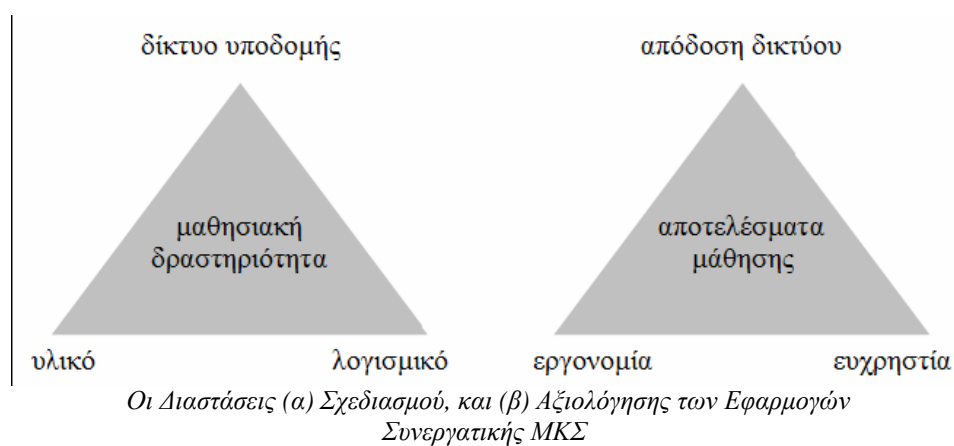 δίκτυο υποδομής
απόδοση δικτύου
μαθησιακή
δραστηριότητα
αποτελέσματα
μάθησης
υλικό
λογισμικό
εργονομία
ευχρηστία
Οι Διαστάσεις (α) Σχεδιασμού, και (β) Αξιολόγησης των Εφαρμογών
Συνεργατικής ΜΚΣ